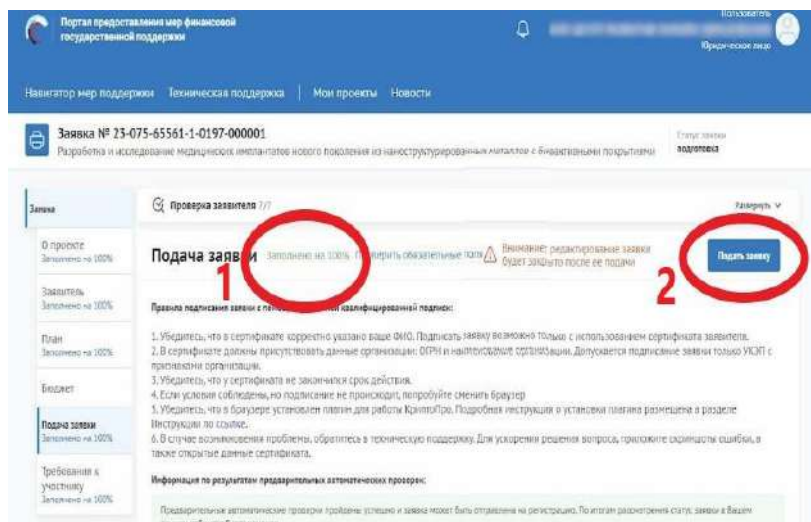 Портал предоставления мер финансовой
государственной поддержки
Пользователь
Юридическое лицо
Навигатор мер поддержки Техническая поддержка | Мои проекты Новости
Заявка № 23-075-65561-1-0197-000001
Разработка и исследование медицинских имплантатов нового поколения из наноструктурированных металлов с биоактивными покрытиями
Статус заявки
подготовка
Заявка
Проверка заявителя 7/7
Развернуть
О проекте
Заполнено на 100%
Подача заявки Заполнено на 100% Проверить обязательные поля
Внимание: редактирование заявки
будет закрыто после ее подачи
Подать заявку
1
2
Заявитель
Заполнено на 100%
План
Заполнено на 100%
Бюджет
Подача заявки
Заполнено на 100%
Требования к
участнику
Заполнено на 100%
Правила подписания заявки с квалифицированной подписи:
1. Убедитесь, что в сертификате корректно указано ваше ФИО. Подписать заявку возможно только с использованием сертификата заявителя.
2. В сертификате должны присутствовать данные организации: ОГРН и наименование организации. Допускается подписание заявки только УКЭП с
признаками организации.
3. Убедитесь, что у сертификата не закончился срок действия.
4. Если условия соблюдены, но подписание не происходит, попробуйте сменить браузер
5. Убедитесь, что в браузере установлен плагин для работы КриптоПро. Подробная инструкция о установки плагина размещена в разделе
Инструкции по ссылке.
6. В случае возникновения проблемы, обратитесь в техническую поддержку. Для ускорения решения вопроса, приложите скриншоты ошибки, а
также открытые данные сертификата.
Информация по результатам предварительных автоматических проверок:
Предварительные автоматические проверки пройдены успешно и заявка может быть отправлена на регистрацию. По итогам рассмотрения статус заявки в Вашем